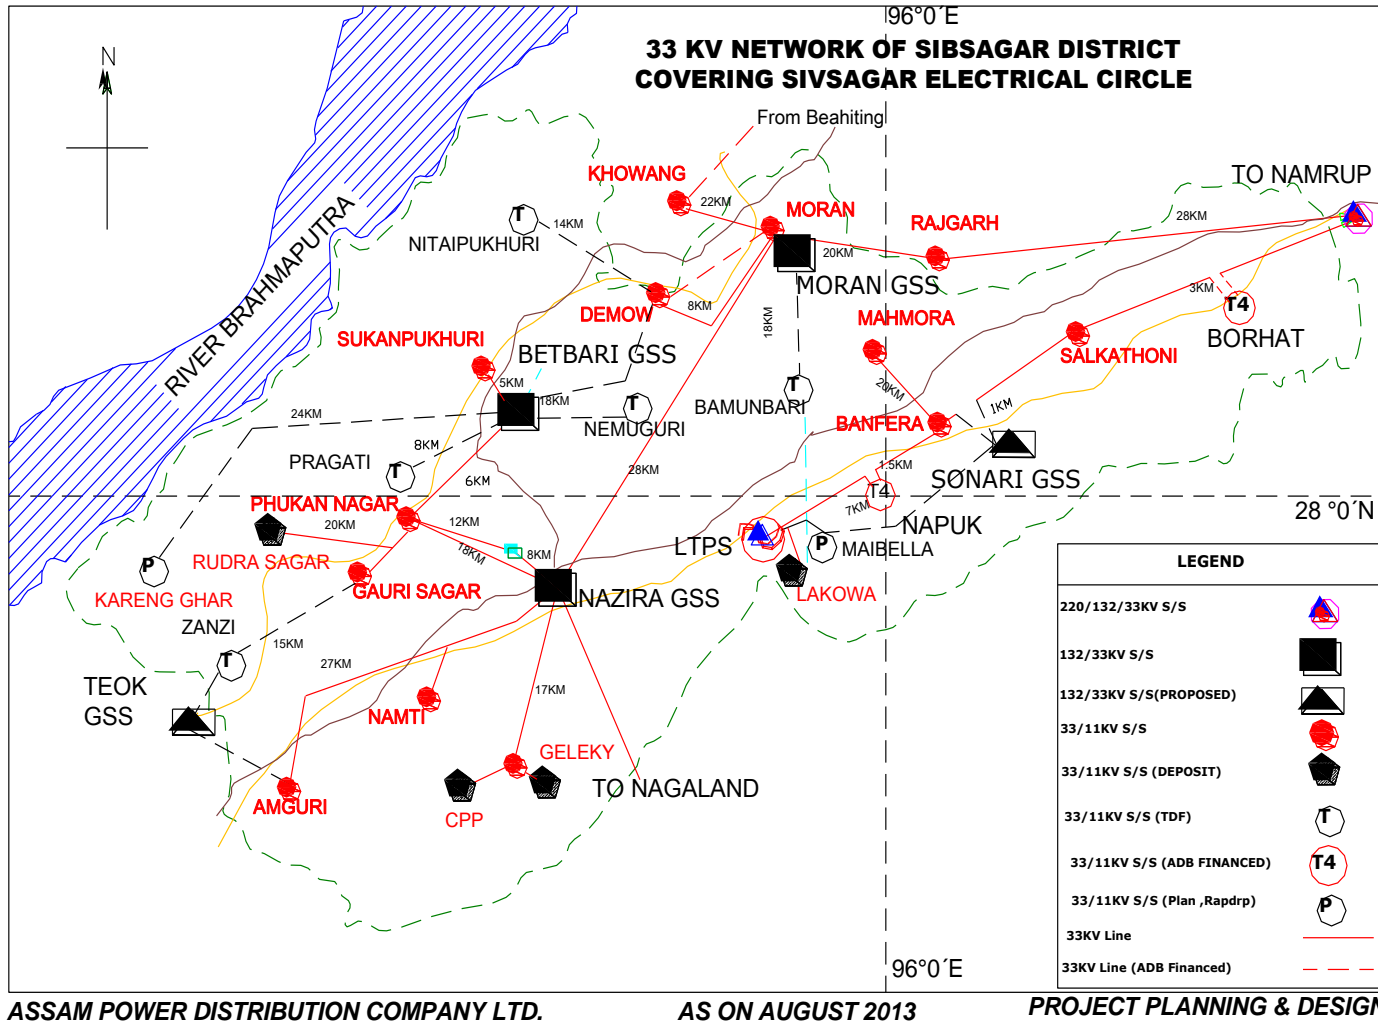 96°0´E
33 KV NETWORK OF SIBSAGAR DISTRICT
COVERING SIVSAGAR ELECTRICAL CIRCLE
N
From Beahiting
KHOWANG
TO NAMRUP
22KM
MORAN
28KM
T
14KM
NITAIPUKHURI
RAJGARH
20KM
MORAN GSS
RIVER BRAHMAPUTRA
DEMOW
8KM
18KM
MAHMORA
3KM
T4
BORHAT
SUKANPUKHURI
BETBARI GSS
SALKATHONI
5KM
18KM
T
NEMUGURI
T
BAMUNBARI
20KM
1KM
24KM
BANFERA
8KM
PRAGATI
T
6KM
28KM
1.5KM
SONARI GSS
T4
PHUKAN NAGAR
7KM
28 °0´N
20KM
12KM
NAPUK
18KM
8KM
LTPS
P
MAIBELLA
RUDRA SAGAR
P
GAURI SAGAR
NAZIRA GSS
LAKOWA
KARENG GHAR
ZANZI
15KM
T
27KM
TEOK
GSS
17KM
NAMTI
GELEKY
AMGURI
CPP
TO NAGALAND
LEGEND
220/132/33KV S/S
132/33KV S/S
132/33KV S/S(PROPOSED)
33/11KV S/S
33/11KV S/S (DEPOSIT)
33/11KV S/S (TDF)
T
33/11KV S/S (ADB FINANCED)
T4
33/11KV S/S (Plan ,Rapdrp)
P
33KV Line
33KV Line (ADB Financed)
96°0´E
ASSAM POWER DISTRIBUTION COMPANY LTD.
AS ON AUGUST 2013
PROJECT PLANNING & DESIGN